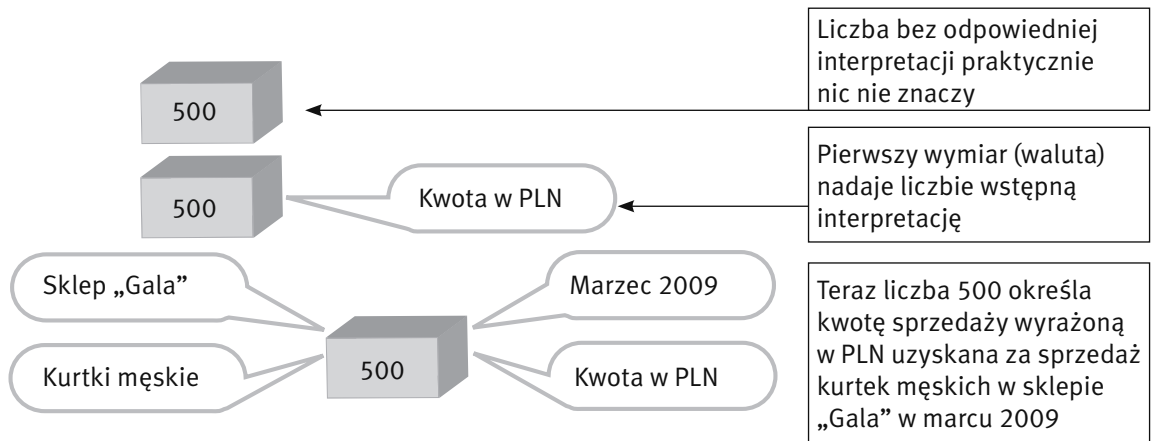 Liczba bez odpowiedniej
interpretacji praktycznie
nic nie znaczy
500
Pierwszy wymiar (waluta)
nadaje liczbie wstępną
interpretację
500
Kwota w PLN
Sklep „Gala”
Marzec 2009
Kurtki męskie
500
Kwota w PLN
Teraz liczba 500 określa
kwotę sprzedaży wyrażoną
w PLN uzyskana za sprzedaż
kurtek męskich w sklepie
„Gala” w marcu 2009